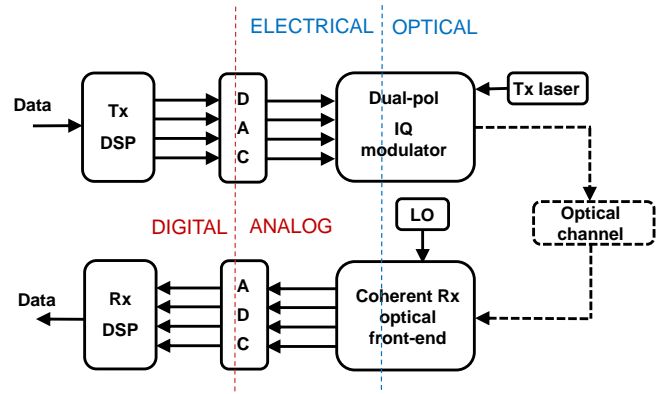 ELECTRICAL OPTICAL
Data
Tx
DSP
D
A
C
Dual-pol
IQ
modulator
Tx laser
Optical
channel
DIGITAL ANALOG
LO
Data
Rx
DSP
A
D
C
Coherent Rx
optical
front-end